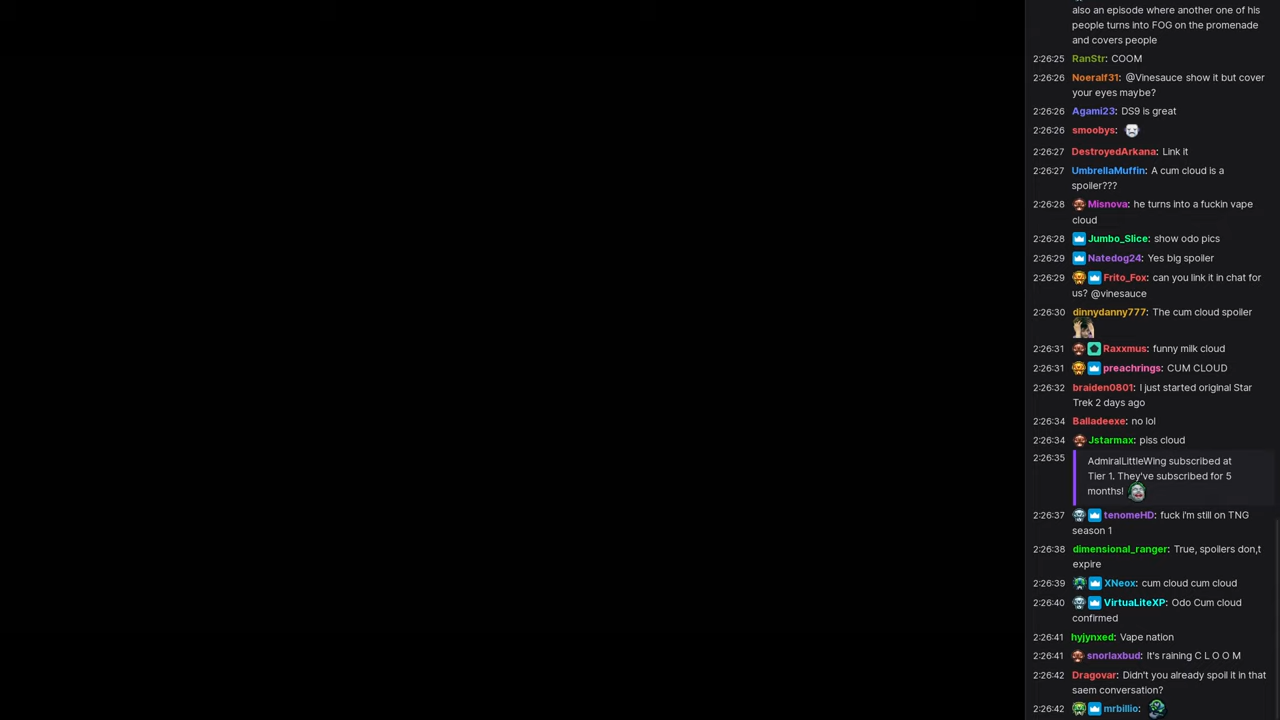 also an episode where another one of his
people turns into FOG on the promenade
and covers people
2:26:25 RanStr: COOM
2:26:26 Noeralf31: @Vinesauce show it but cover
your eyes maybe?
2:26:26 Agami23: DS9 is great
2:26:26 smoobys:
2:26:27 DestroyedArkana: Link it
2:26:27 UmbrellaMuffin: A cum cloud is a
spoiler???
2:26:28 Misnova: he turns into a fuckin vape
cloud
2:26:28 Jumbo_Slice: show odo pics
2:26:29 Natedog24: Yes big spoiler
2:26:29 Frito_Fox: can you link it in chat for
us? @vinesauce
2:26:30 dinnydanny777: The cum cloud spoiler
2:26:31 Raxxmus: funny milk cloud
2:26:31 preachrings: CUM CLOUD
2:26:32 braiden0801: I just started original Star
Trek 2 days ago
2:26:34 Balladeexe: no lol
2:26:34 Jstarmax: piss cloud
2:26:35 AdmiralLittleWing subscribed at
Tier 1. They've subscribed for 5
months!
2:26:37 tenomeHD: fuck i'm still on TNG
season 1
2:26:38 dimensional_ranger: True, spoilers don,t
expire
2:26:39 XNeox: cum cloud cum cloud
2:26:40 VirtuaLiteXP: Odo Cum cloud
confirmed
2:26:41 hyjynxed: Vape nation
2:26:41 snorlaxbud: It's raining C L O O M
2:26:42 Dragovar: Didn't you already spoil it in that
saem conversation?
2:26:42 mrbillio: